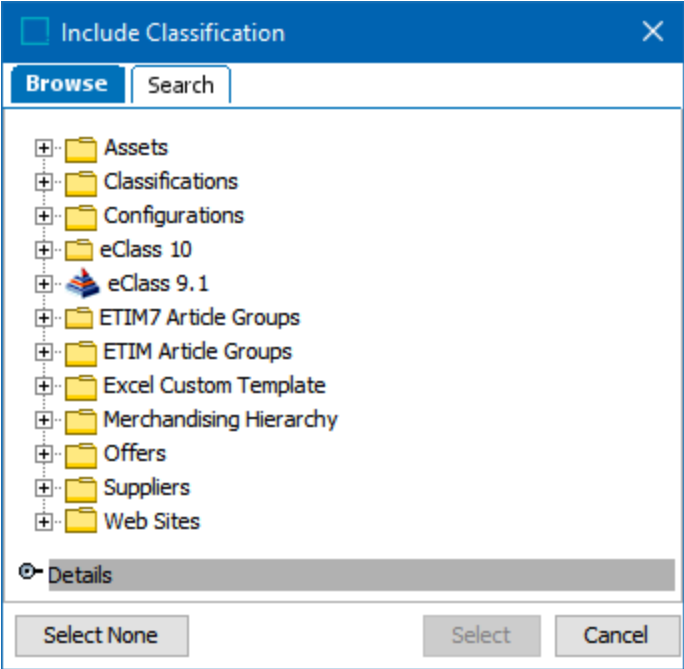 Include Classification
Browse
Search
Assets
Classifications
Configurations
eClass 10
eClass 9.1
ETIM7 Article Groups
ETIM Article Groups
Excel Custom Template
Merchandising Hierarchy
Offers
Suppliers
Web Sites
Details
Select None
Select
Cancel